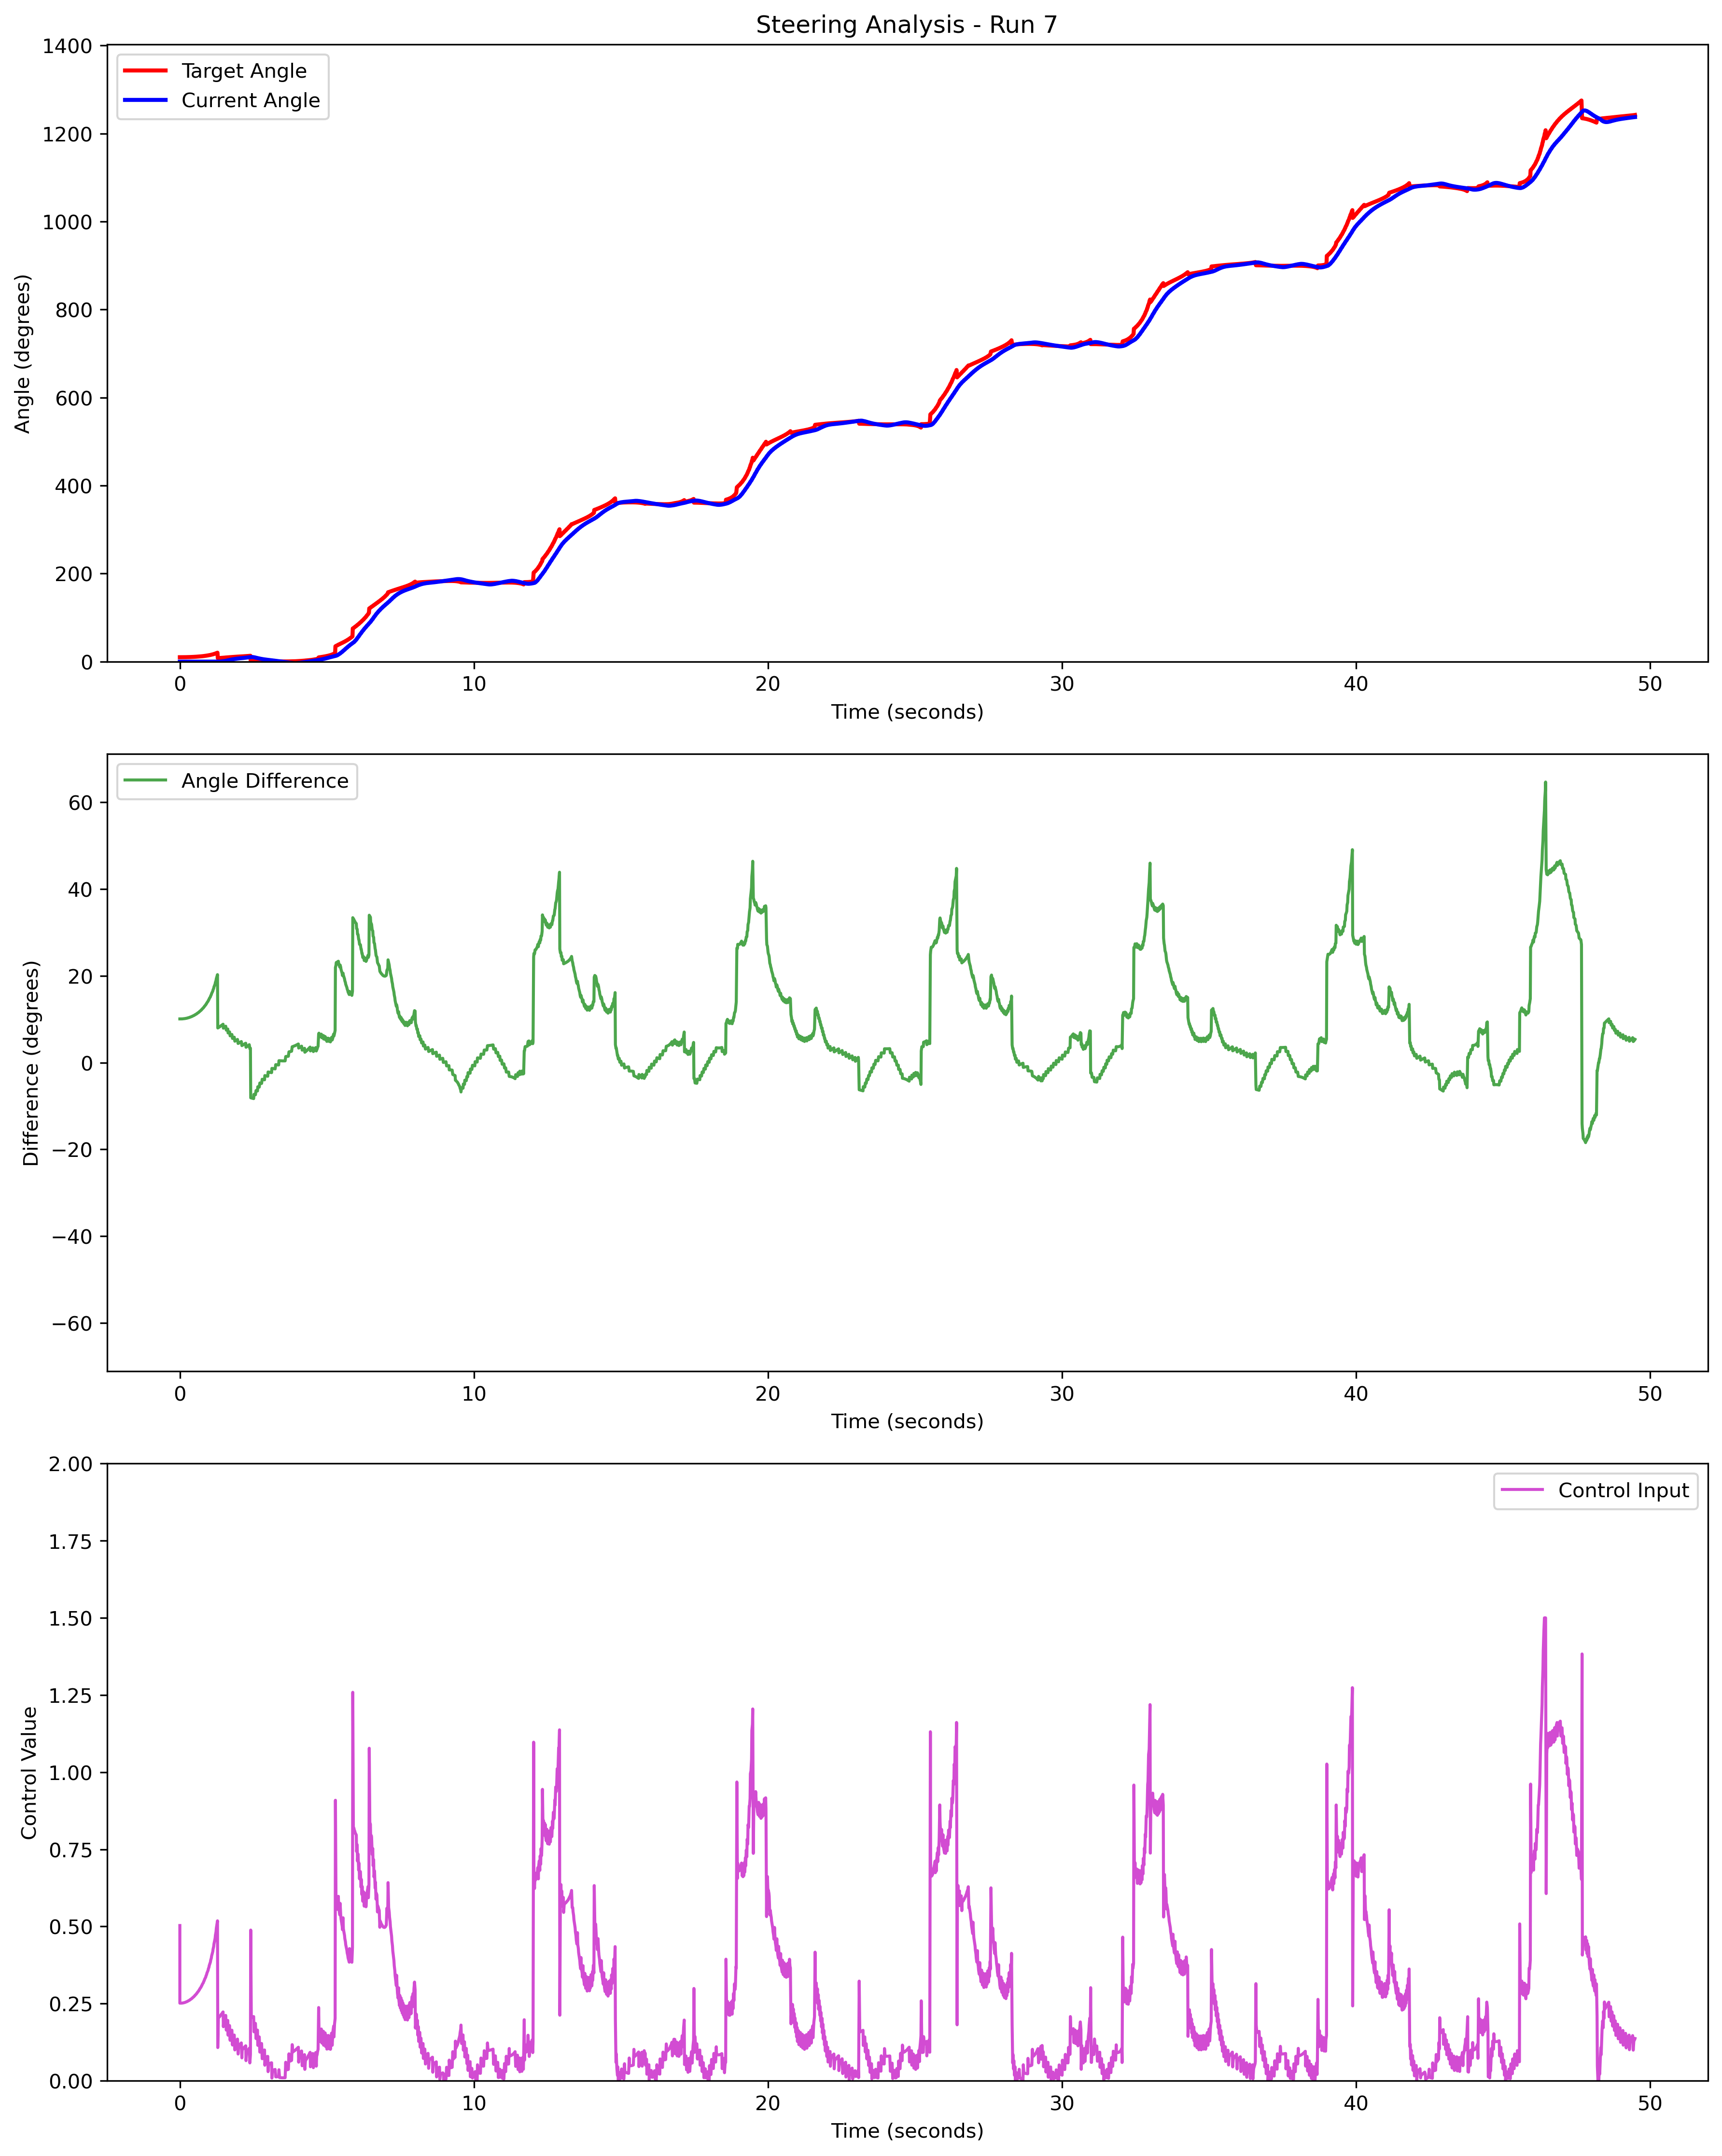 Steering Analysis - Run 7
Target Angle
Current Angle
Angle (degrees)
1400
1200
1000
800
600
400
200
0
0 10 20 30 40 50
Time (seconds)
Angle Difference
Difference (degrees)
60
40
20
0
−20
−40
−60
0 10 20 30 40 50
Time (seconds)
Control Input
Control Value
2.00
1.75
1.50
1.25
1.00
0.75
0.50
0.25
0.00
0 10 20 30 40 50
Time (seconds)